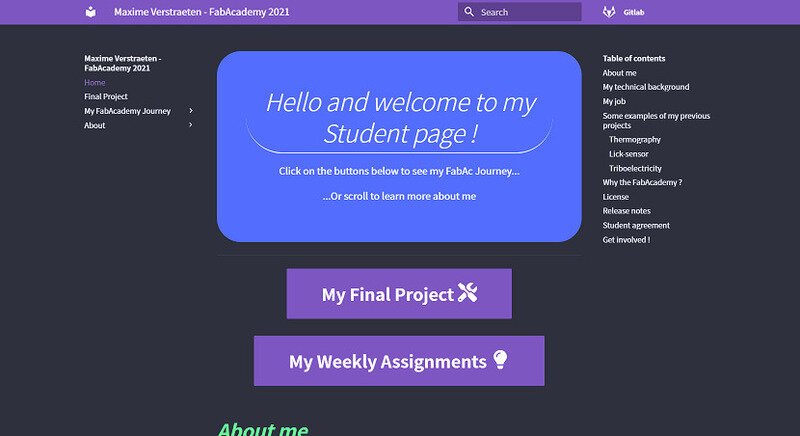 Maxime Verstraeten - FabAcademy 2021
Search
Gitlab
Maxime Verstraeten -
FabAcademy 2021
Home
Final Project
My FabAcademy Journey
About
Hello and welcome to my
Student page !
Click on the buttons below to see my FabAc Journey...
...Or scroll to learn more about me
My Final Project
My Weekly Assignments
About me
Table of contents
About me
My technical background
My job
Some examples of my previous
projects
Thermography
Lick-sensor
Triboelectricity
Why the FabAcademy ?
License
Release notes
Student agreement
Get involved !